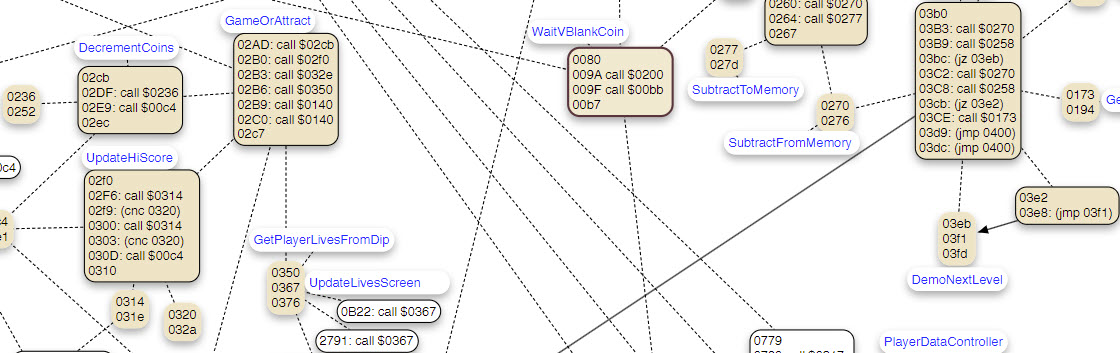 GameOrAttract
02AD: call $02cb
02B0: call $02f0
02B3: call $032e
02B6: call $0350
02B9: call $0140
02C0: call $0140
02c7
DecrementCoins
02cb
02DF: call $0236
02E9: call $00c4
02ec
0236
0252
UpdateHiScore
02f0
02F6: call $0314
02f9: (cnc 0320)
0300: call $0314
0303: (cnc 0320)
030D: call $00c4
0310
0c4
c4
e1
0314
031e
0320
032a
GetPlayerLivesFromDip
0350
0367
0376
UpdateLivesScreen
0B22: call $0367
2791: call $0367
WaitVBlankCoin
0080
009A call $0200
009F call $00bb
00b7
0260: call $0270
0264: call $0277
0267
0277
027d
SubtractToMemory
0270
0276
SubtractFromMemory
03b0
03B3: call $0270
03B9: call $0258
03bc: (jz 03eb)
03C2: call $0270
03C8: call $0258
03cb: (jz 03e2)
03CE: call $0173
03d9: (jmp 0400)
03dc: (jmp 0400)
0173
0194
Ge
03e2
03e8: (jmp 03f1)
03eb
03f1
03fd
DemoNextLevel
0779
PlayerDataController